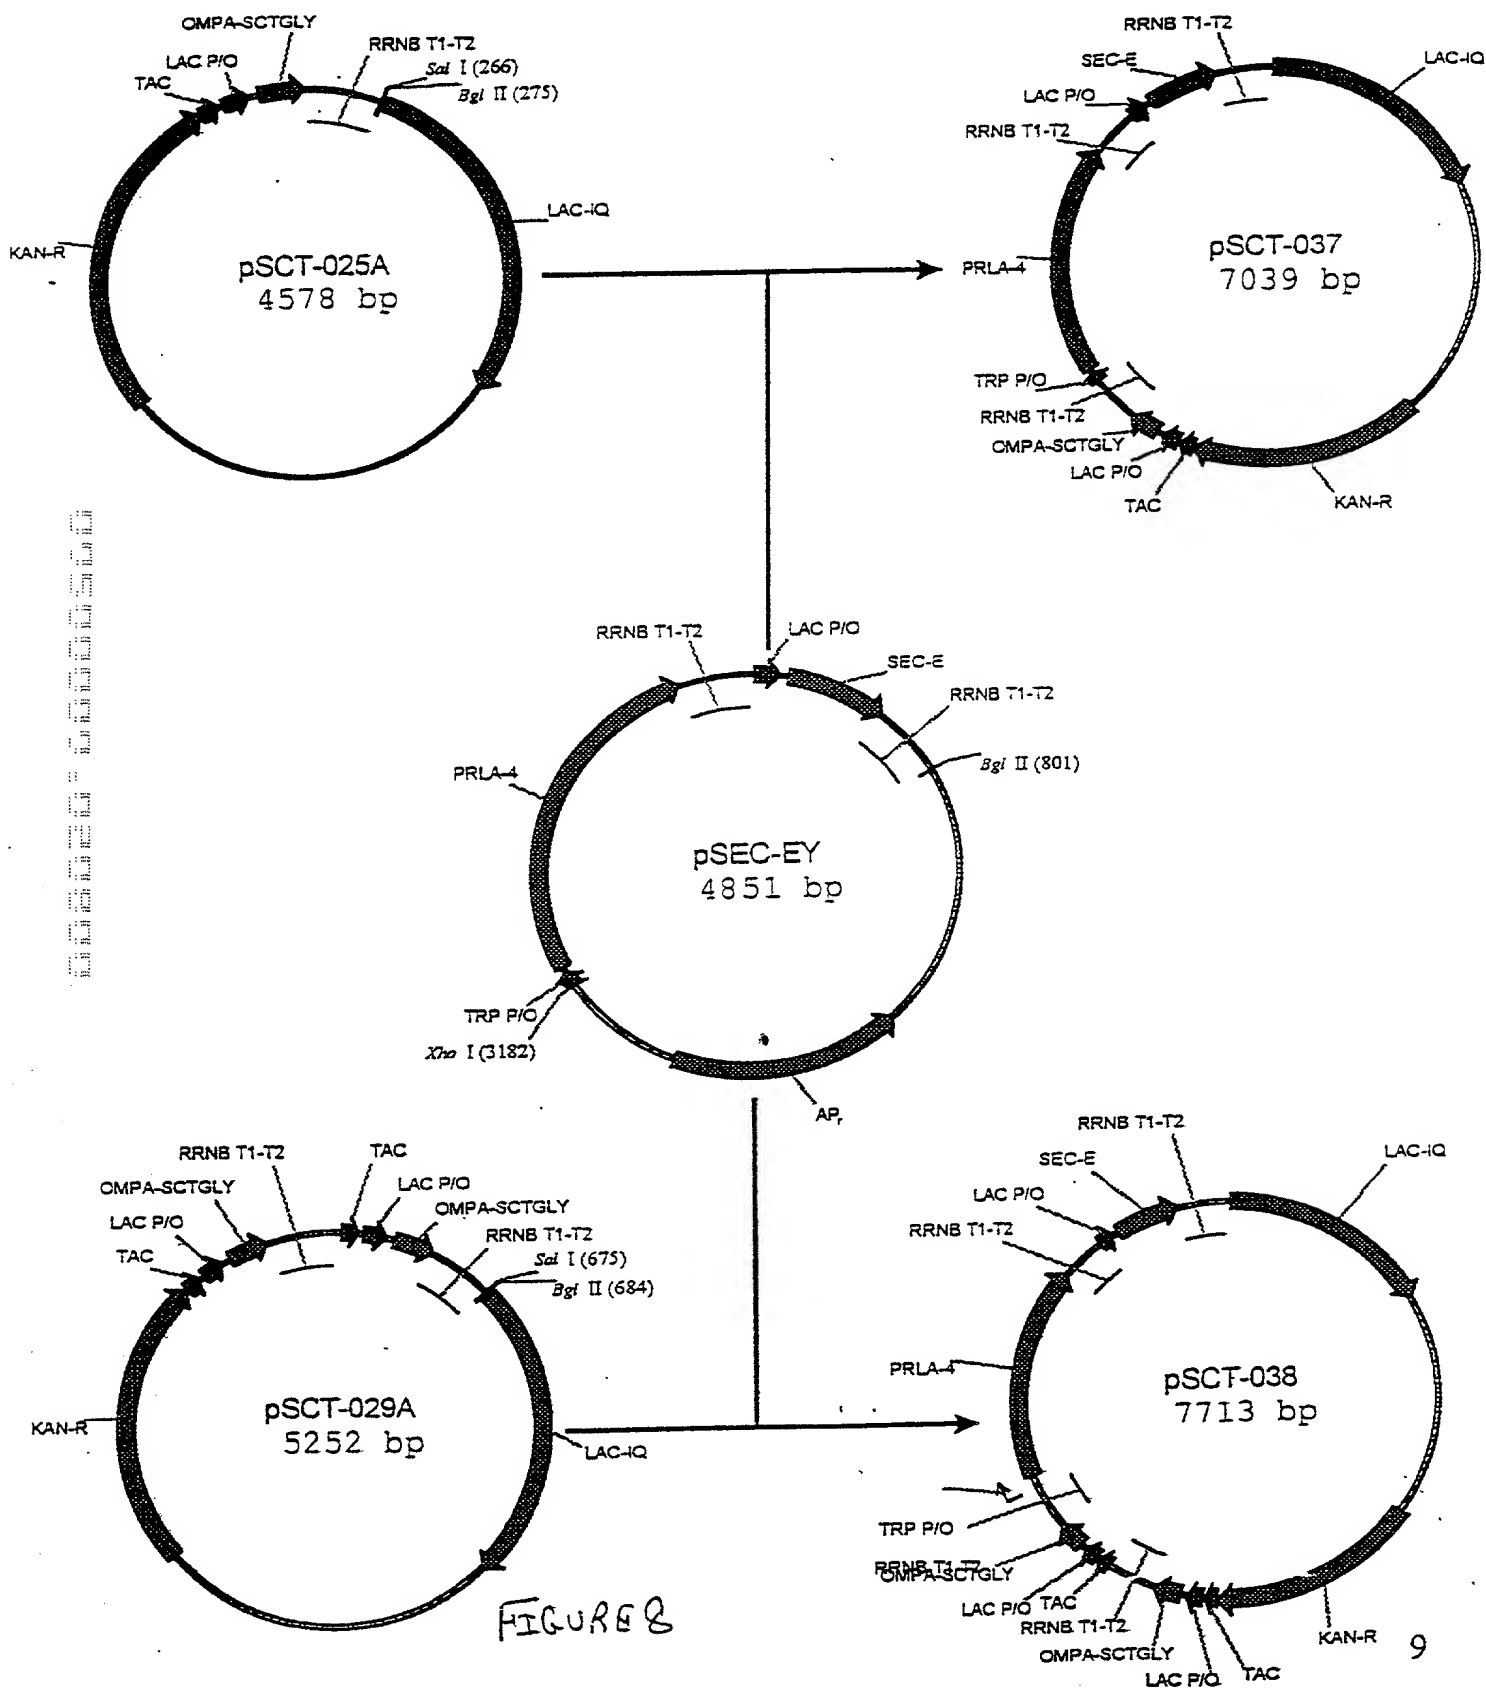 OMPA-SCTGLY
RRNB T1-T2
LAC P/O
Sal I (266)
TAC
Bgl II (275)
LAC-IQ
KAN-R
pSCT-025A
4578 bp
RRNB T1-T2
SEC-E
LAC-IQ
LAC P/O
RRNB T1-T2
pSCT-037
7039 bp
PRLA-4
TRP P/O
RRNB T1-T2
OMPA-SCTGLY
LAC P/O
TAC
KAN-R
RRNB T1-T2
LAC P/O
SEC-E
RRNB T1-T2
Bgl II (801)
PRLA-4
pSEC-EY
4851 bp
TRP P/O
Xho I (3182)
APr
RRNB T1-T2
TAC
OMPA-SCTGLY
LAC P/O
LAC P/O
OMPA-SCTGLY
TAC
RRNB T1-T2
Sal I (675)
Bgl II (684)
pSCT-029A
5252 bp
KAN-R
LAC-IQ
RRNB T1-T2
SEC-E
LAC-IQ
LAC P/O
RRNB T1-T2
PRLA-4
pSCT-038
7713 bp
TRP P/O
RRNB T1-T2
OMPA-SCTGLY
LAC P/O
TAC
RRNB T1-T2
OMPA-SCTGLY
LAC P/O
TAC
KAN-R
FIGURE 8
9